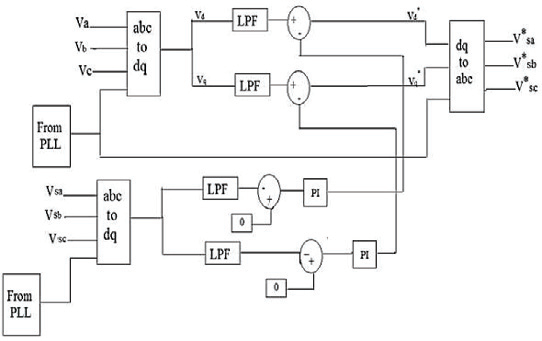 Va
Vb
Vc
abc
to
dq
From
PLL
Vd
LPF
+
-
Vd*
Vq
LPF
+
-
Vq*
dq
to
abc
V*sa
V*sb
V*sc
Vsa
Vsb
Vsc
abc
to
dq
From
PLL
LPF
-
+
0
PI
LPF
-
+
0
PI